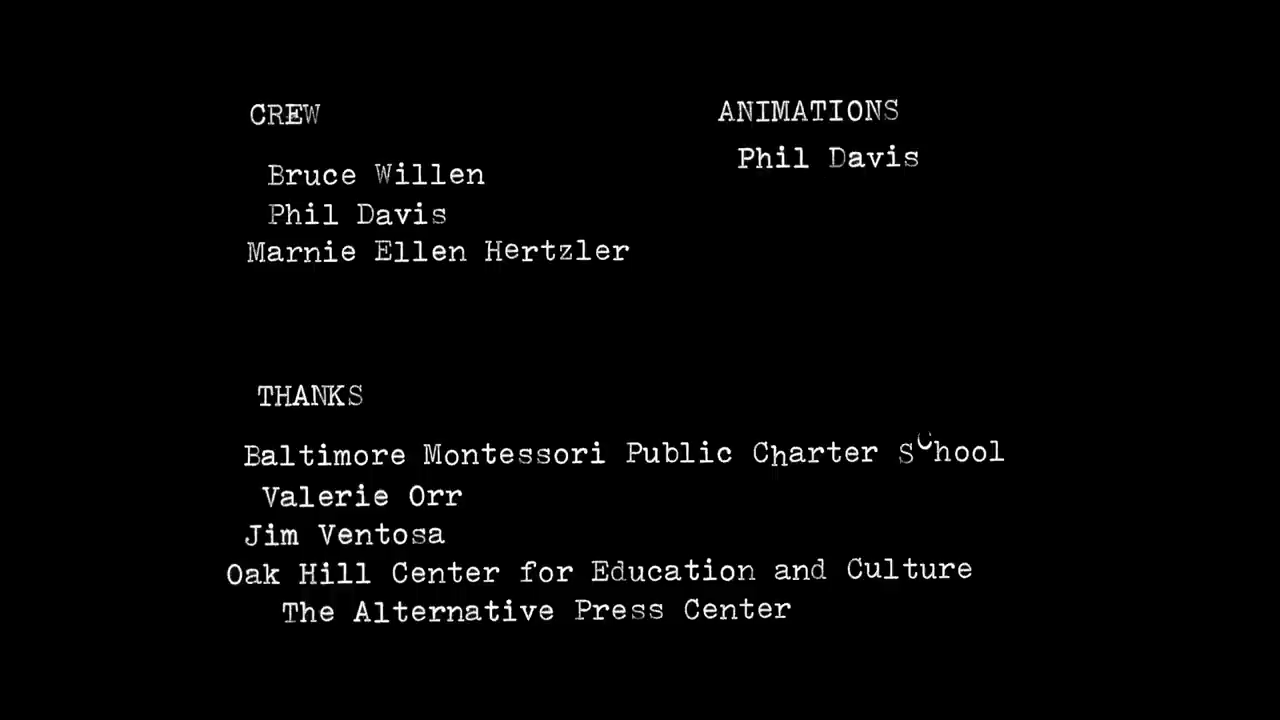 CREW
Bruce Willen
Phil Davis
Marnie Ellen Hertzler
ANIMATIONS
Phil Davis
THANKS
Baltimore Montessori Public Charter School
Valerie Orr
Jim Ventosa
Oak Hill Center for Education and Culture
The Alternative Press Center